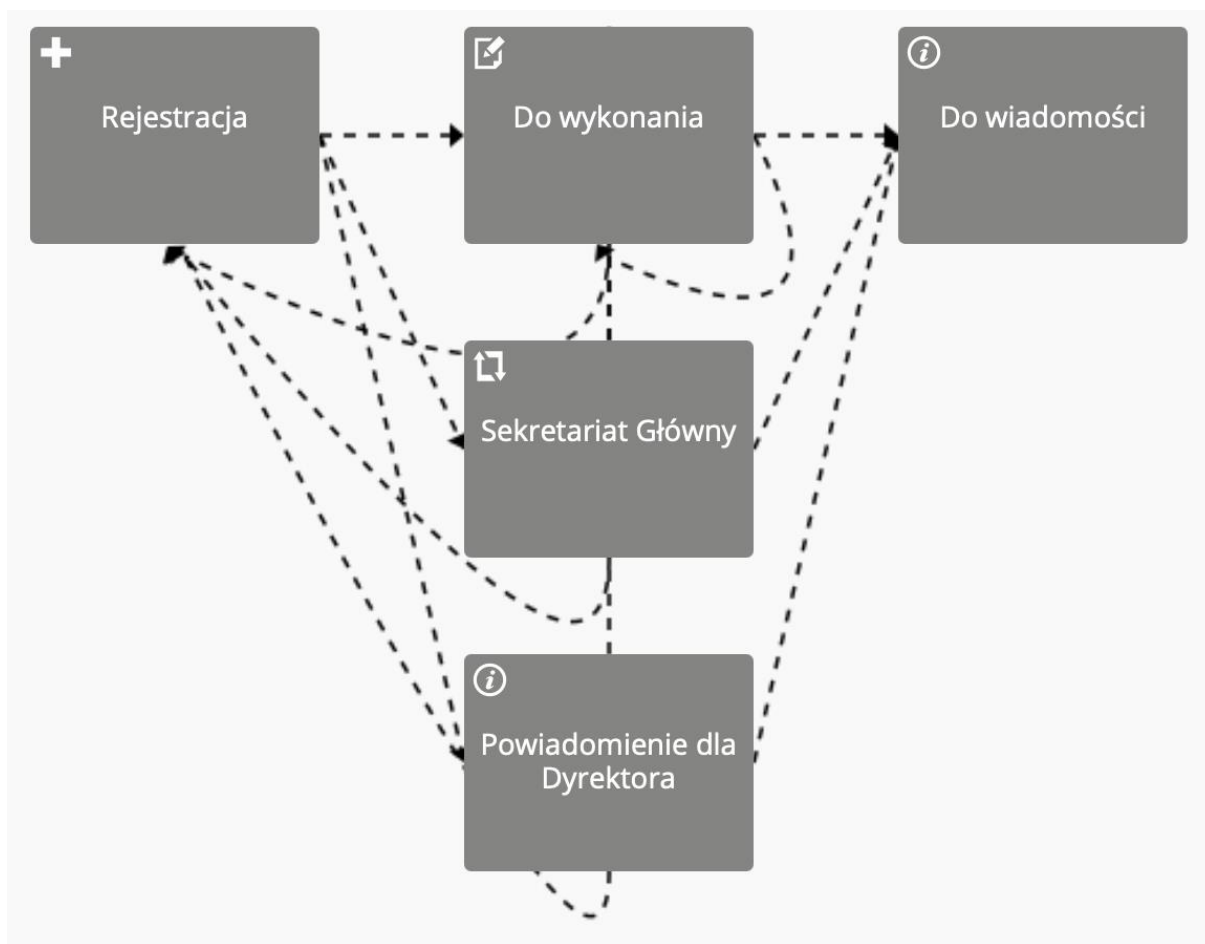 Rejestracja
Do wykonania
Do wiadomości
Sekretariat Główny
Powiadomienie dla
Dyrektora